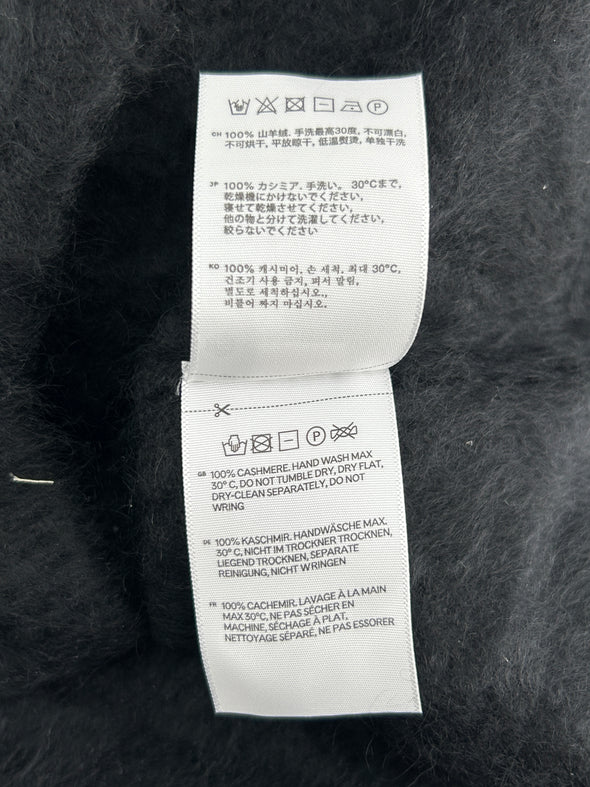 CH 100% 山羊绒. 手洗最高30度, 不可漂白,
不可烘干, 平放晾干, 低温熨烫, 单独干洗
JP 100% カシミア. 手洗い。 30℃まで,
乾燥機にかけないでください,
寝せて乾燥させてください,
他の物と分けて洗濯してください,
絞らないでください
KO 100% 캐시미어. 손 세척. 최대 30℃,
건조기 사용 금지, 펴서 말림,
별도로 세척하십시오.,
비틀어 짜지 마십시오.
P
P
GB 100% CASHMERE. HAND WASH MAX
30° C, DO NOT TUMBLE DRY, DRY FLAT,
DRY-CLEAN SEPARATELY, DO NOT
WRING
DE 100% KASCHMIR. HANDWÄSCHE MAX.
30° C, NICHT IM TROCKNER TROCKNEN,
LIEGEND TROCKNEN, SEPARATE
REINIGUNG, NICHT WRINGEN
FR 100% CACHEMIR. LAVAGE À LA MAIN
MAX 30°C, NE PAS SÉCHER EN
MACHINE, SÉCHAGE À PLAT,
NETTOYAGE SÉPARÉ, NE PAS ESSORER